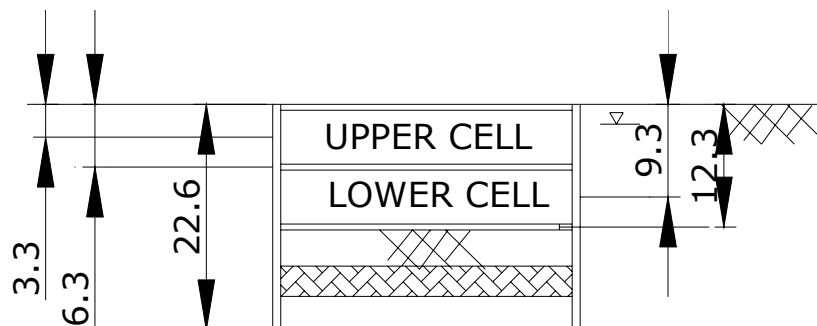 UPPER CELL
LOWER CELL
3.3
6.3
22.6
9.3
12.3